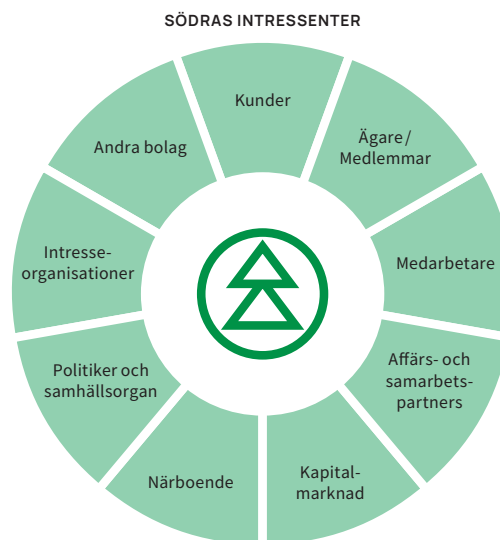 SÖDRAS INTRESSENTER
Kunder
Ägare/
Medlemmar
Medarbetare
Affärs- och
samarbets-
partners
Kapital-
marknad
Närboende
Politiker och
samhällsorgan
Intresse-
organisationer
Andra bolag